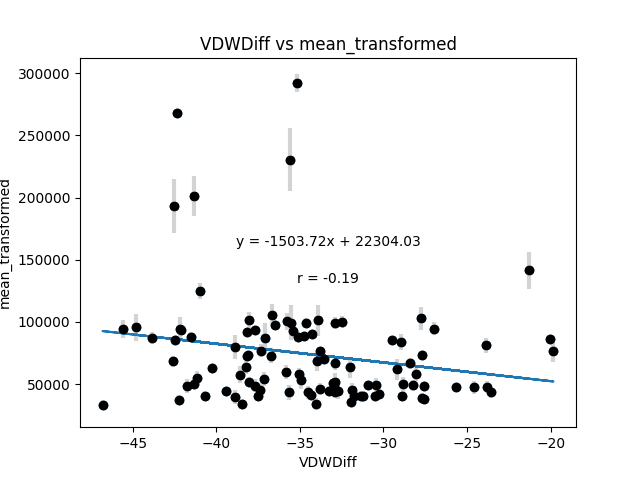 VDWDiff vs mean_transformed
300000
250000
200000
150000
100000
50000
mean_transformed
y = -1503.72x + 22304.03
r = -0.19
−45 −40 −35 −30 −25 −20
VDWDiff